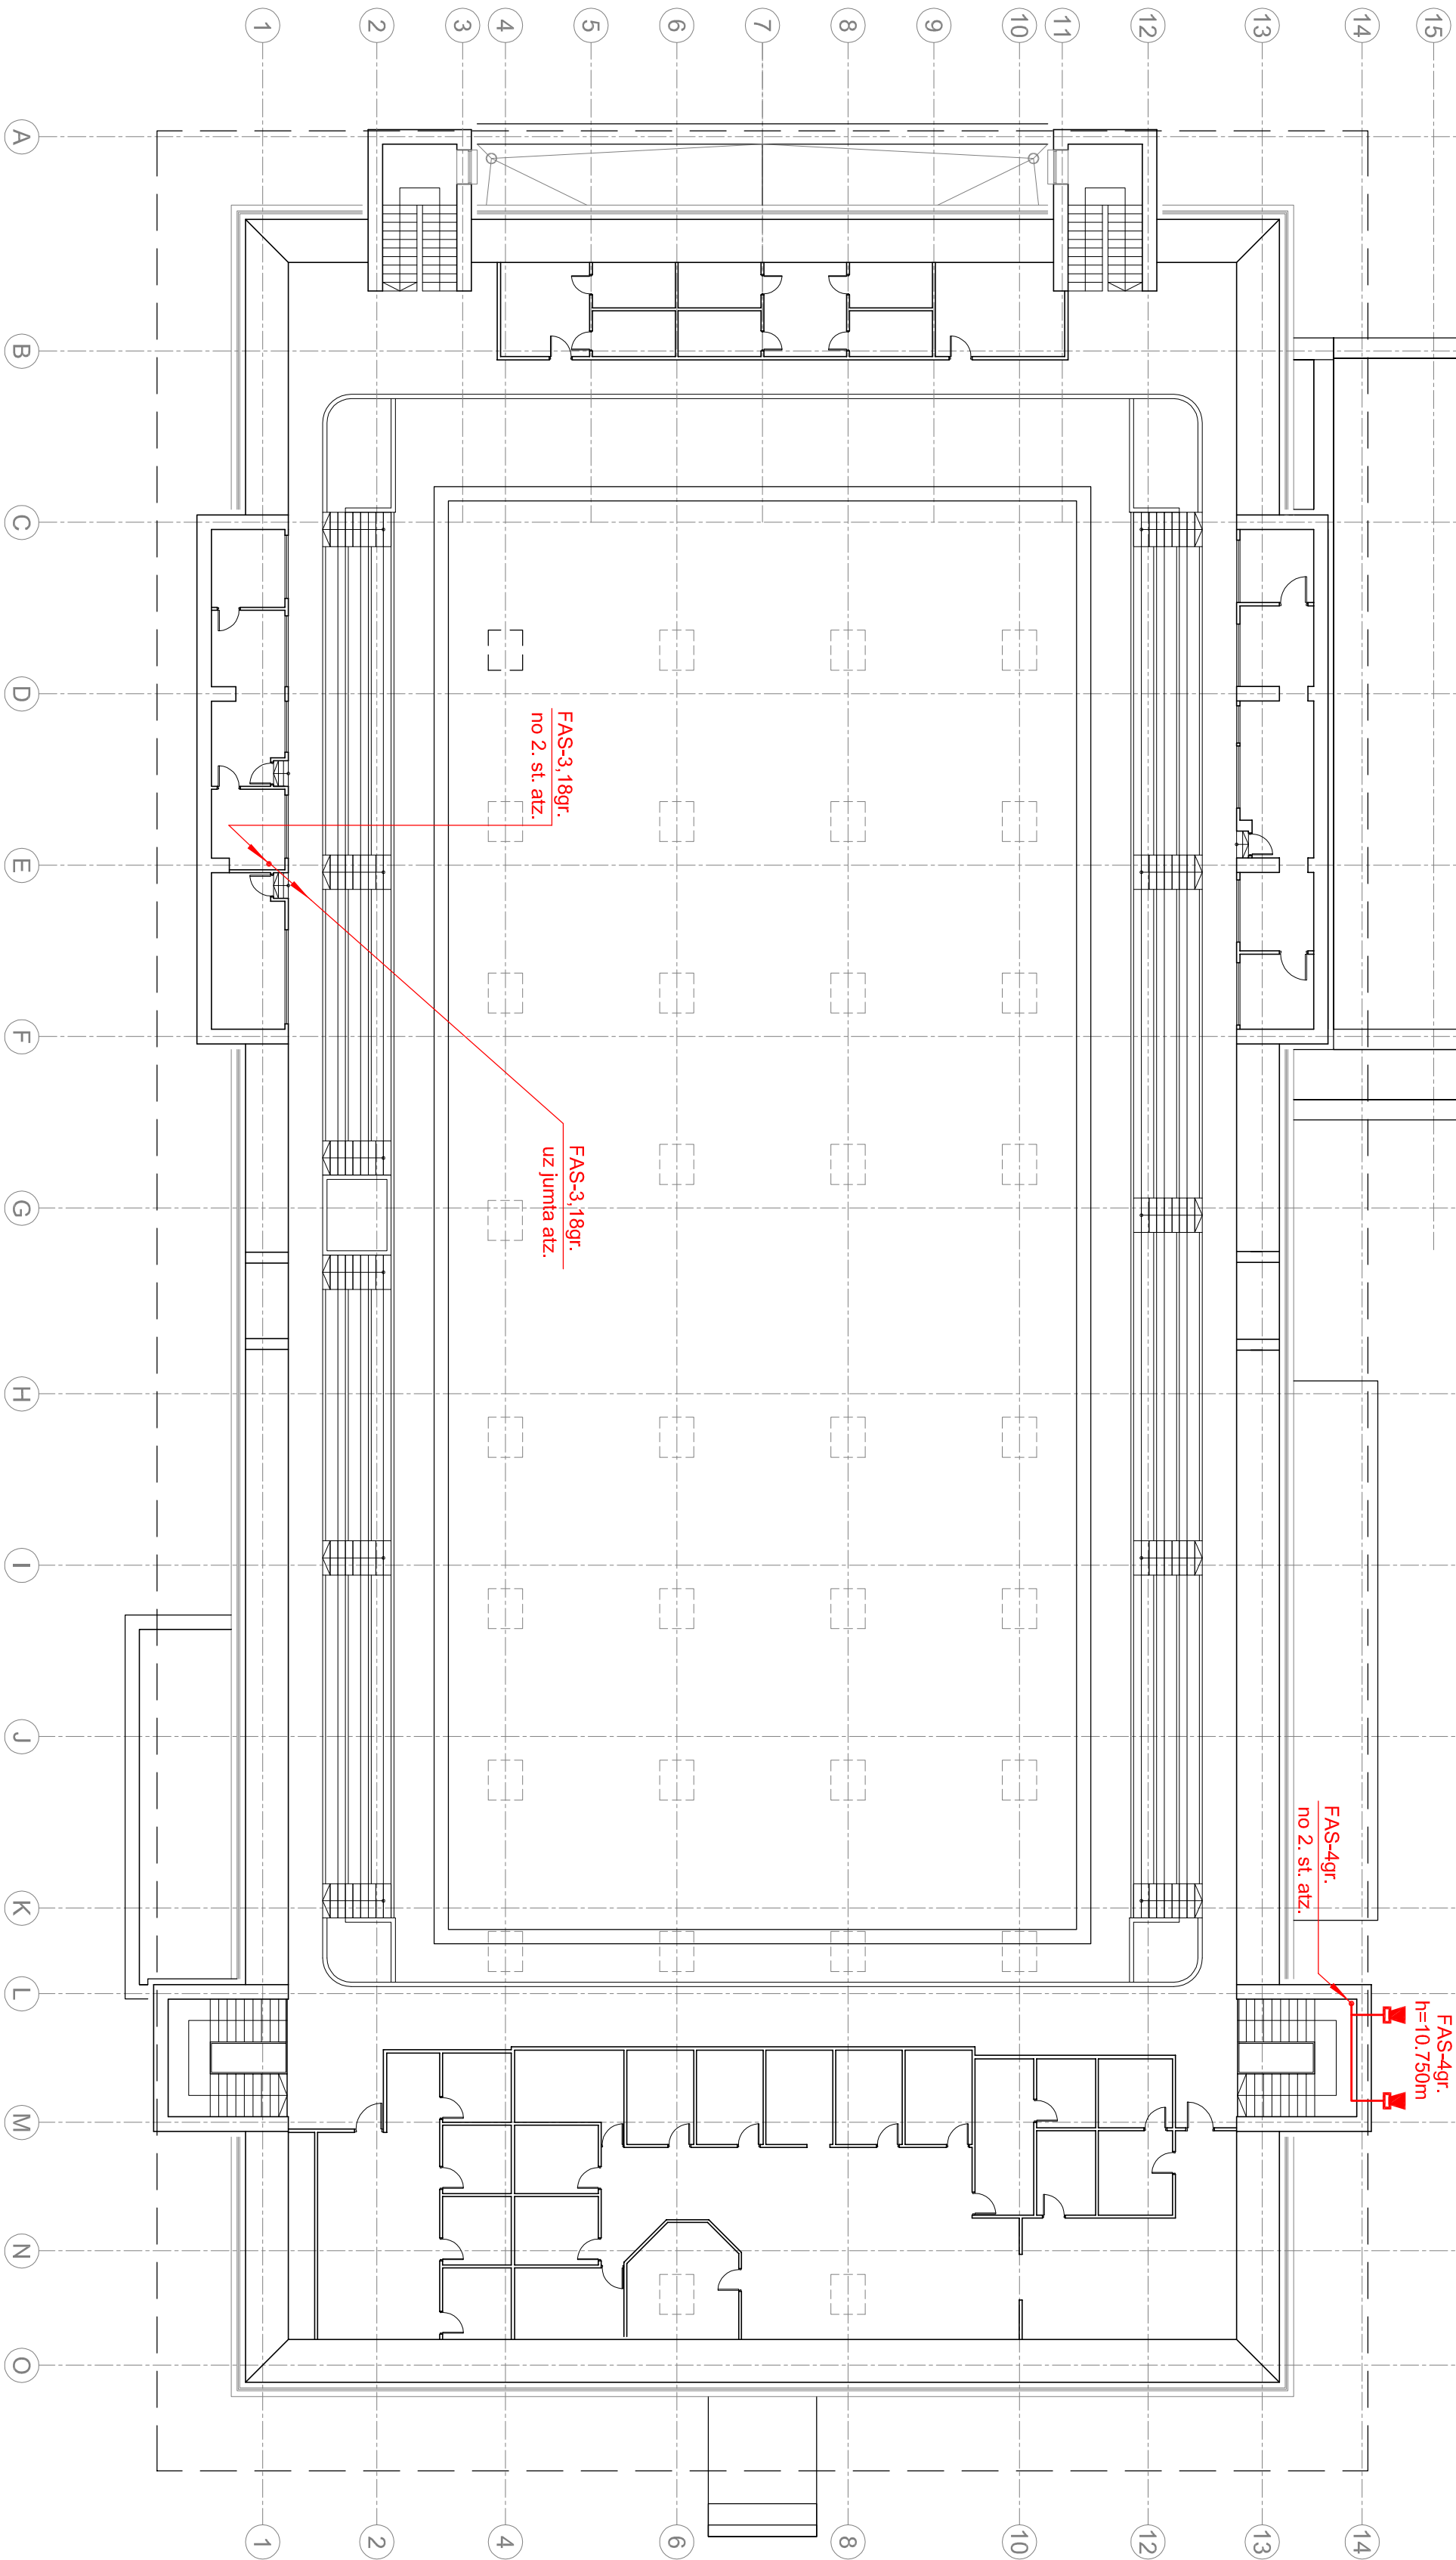 1
2
3
4
5
6
7
8
9
10
11
12
13
14
15
A
B
C
D
E
F
G
H
I
J
K
L
M
N
O
FAS-3,18gr.
no 2. st. atz.
FAS-3,18gr.
uz jumta atz.
FAS-4gr.
no 2. st. atz.
FAS-4gr.
h=10.750m
1
2
4
6
8
10
12
13
14